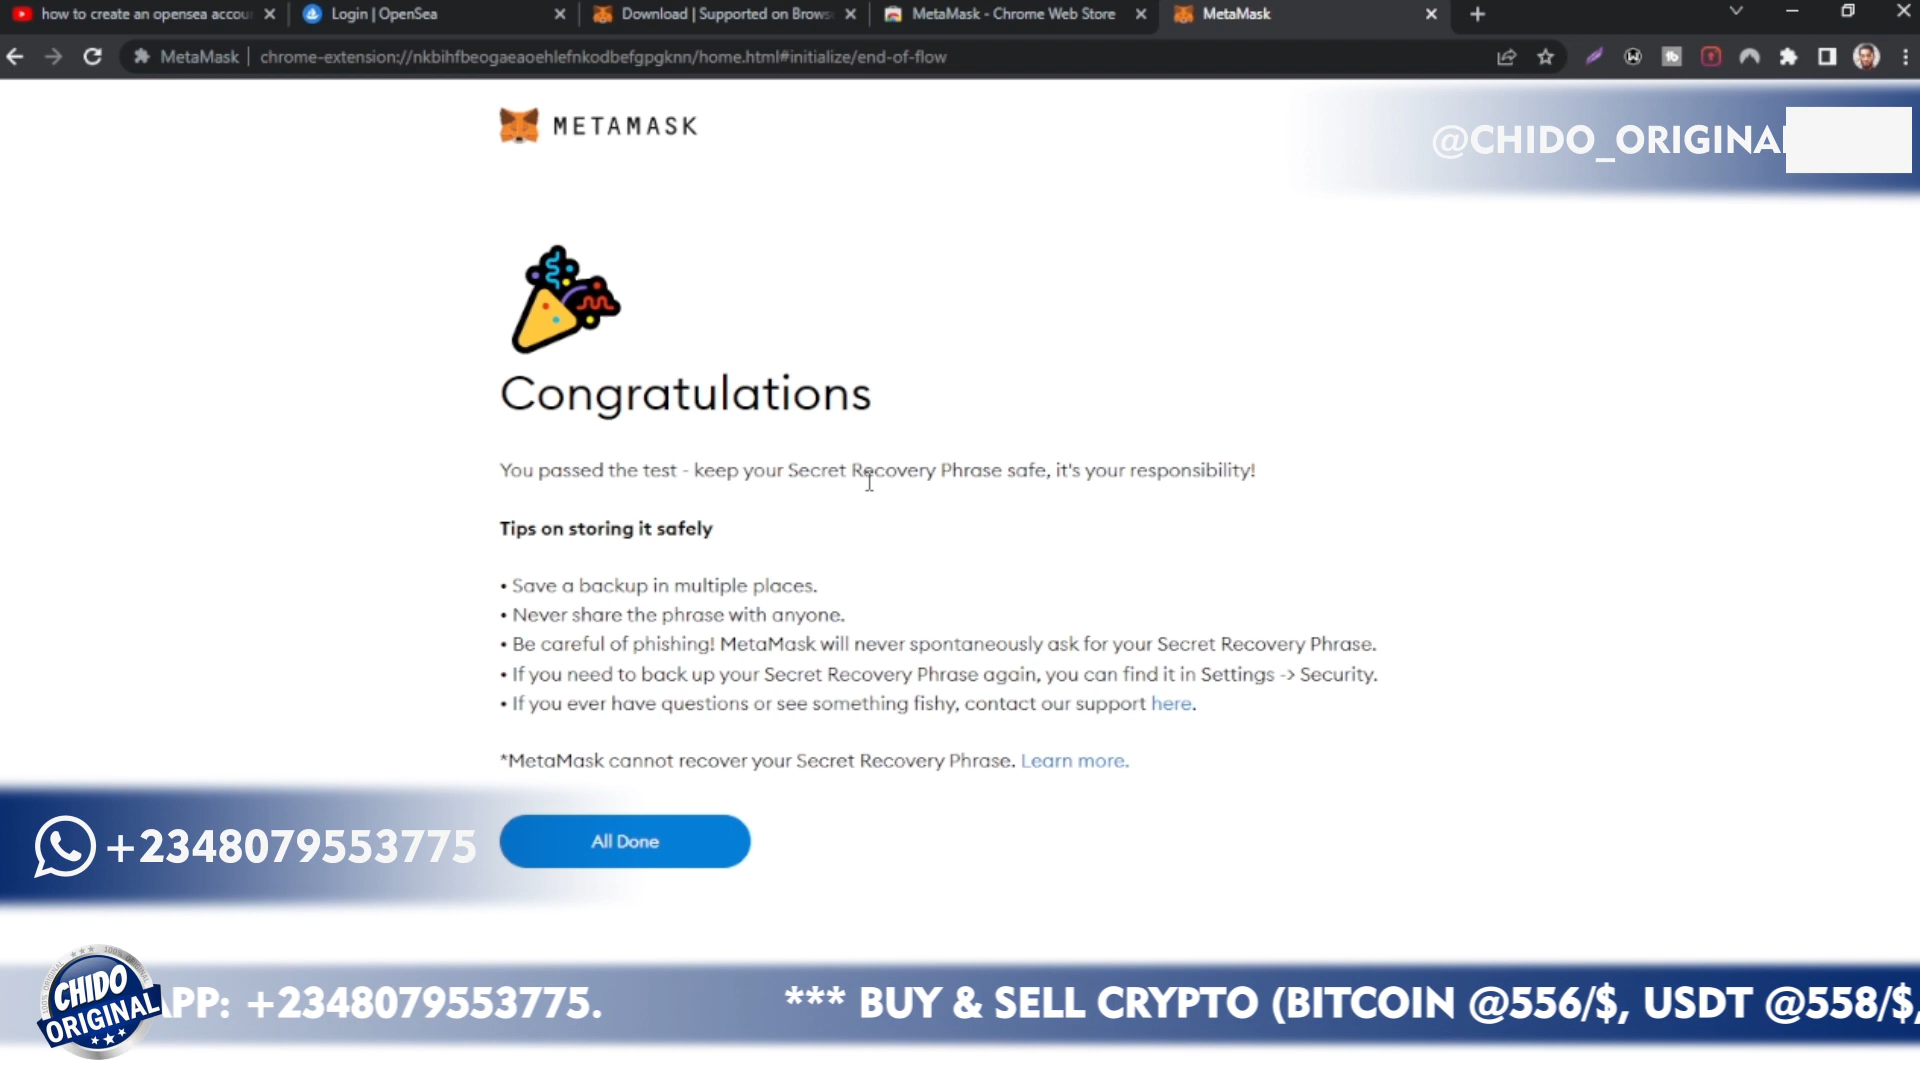 how to create an opensea accou
Login | OpenSea
Download | Supported on Brows
MetaMask - Chrome Web Store
MetaMask
MetaMask
chrome-extension://nkbihfbeogaeaoehlefnkodbefgpgknn/home.html#initialize/end-of-flow
METAMASK
@CHIDO_ORIGINAL
Congratulations
You passed the test - keep your Secret Recovery Phrase safe, it's your responsibility!
Tips on storing it safely
• Save a backup in multiple places.
• Never share the phrase with anyone.
• Be careful of phishing! MetaMask will never spontaneously ask for your Secret Recovery Phrase.
• If you need to back up your Secret Recovery Phrase again, you can find it in Settings -> Security.
• If you ever have questions or see something fishy, contact our support here.
*MetaMask cannot recover your Secret Recovery Phrase. Learn more.
+2348079553775
All Done
CHIDO
ORIGINAL
APP: +2348079553775.
*** BUY & SELL CRYPTO (BITCOIN @556/$, USDT @558/$,